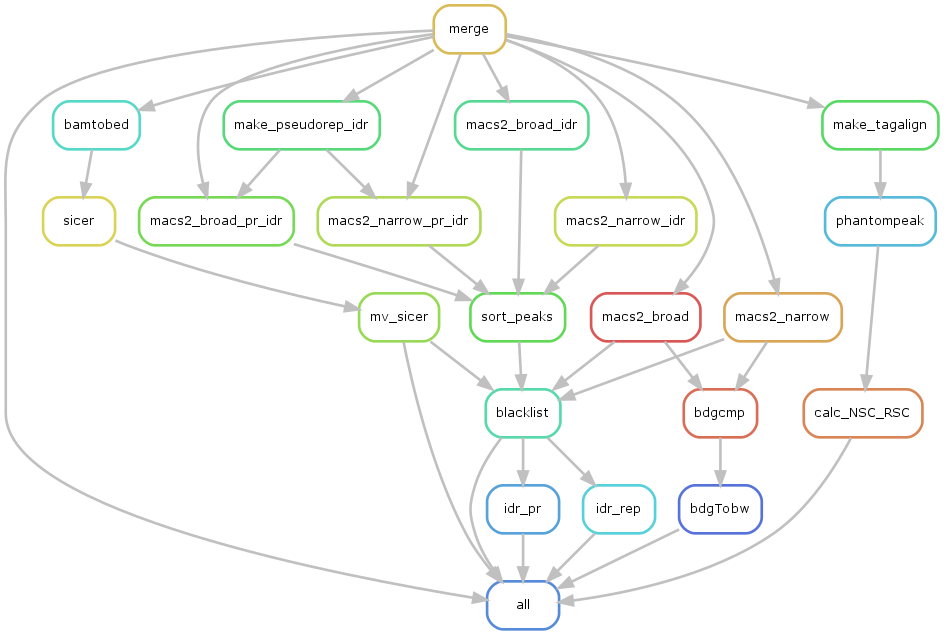 merge
bamtobed
make_pseudorep_idr
macs2_broad_idr
make_tagalign
sicer
macs2_broad_pr_idr
macs2_narrow_pr_idr
macs2_narrow_idr
phantompeak
mv_sicer
sort_peaks
macs2_broad
macs2_narrow
blacklist
bdgcmp
calc_NSC_RSC
idr_pr
idr_rep
bdgTobw
all